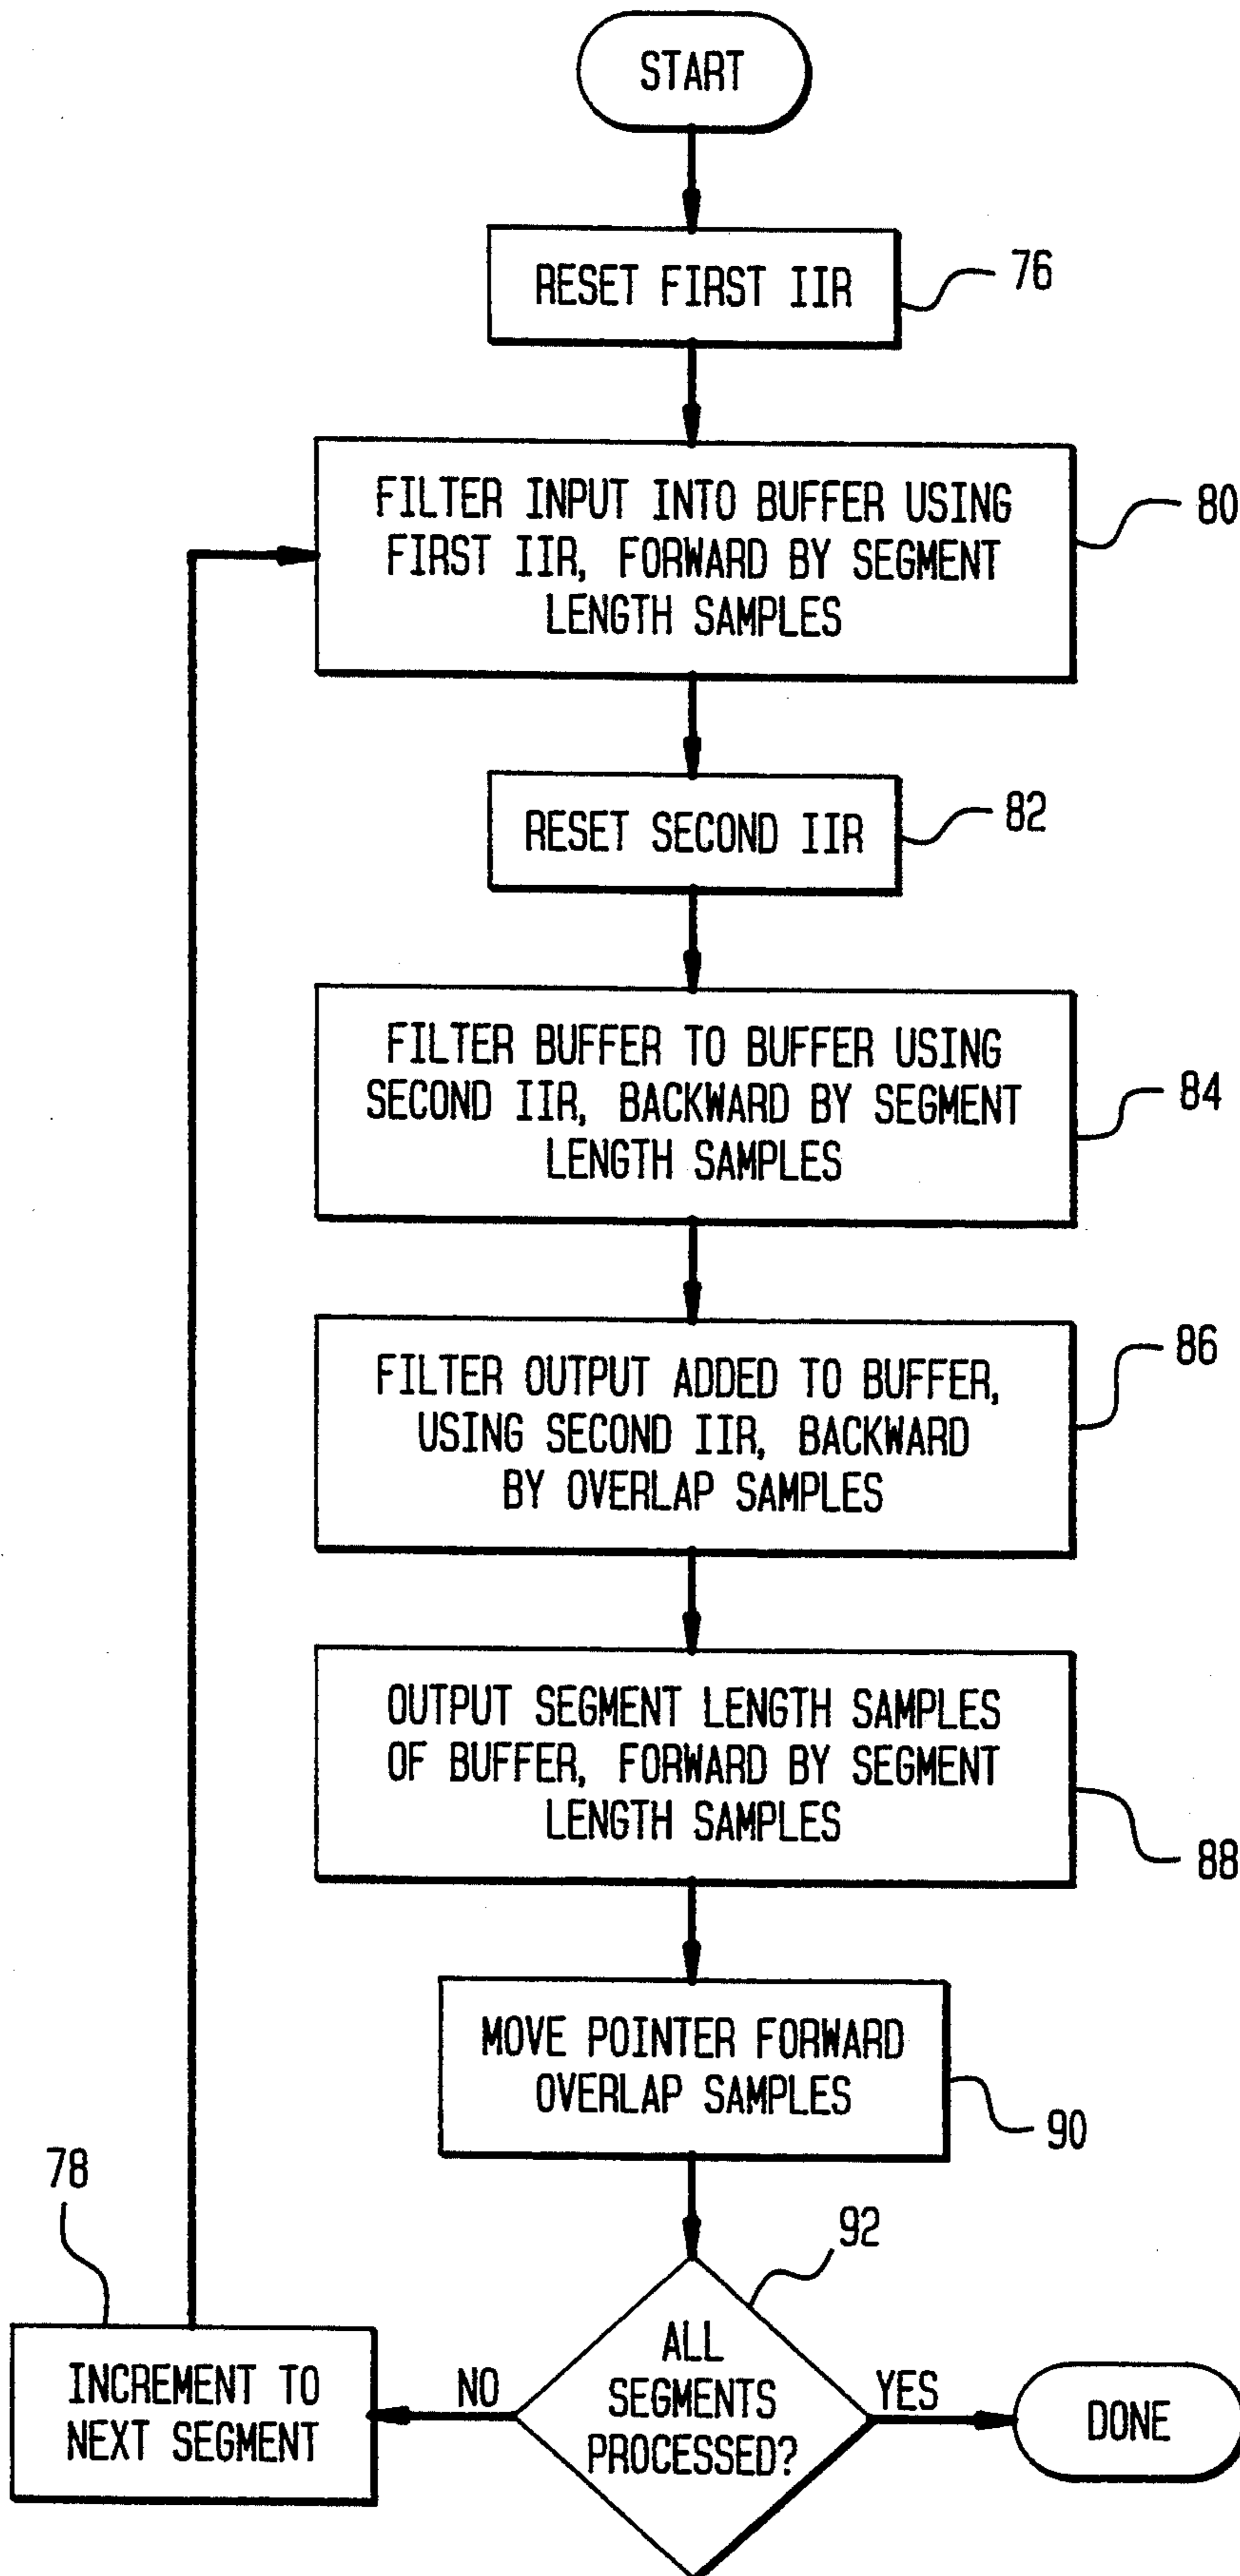 START
RESET FIRST IIR
76
FILTER INPUT INTO BUFFER USING
FIRST IIR, FORWARD BY SEGMENT
LENGTH SAMPLES
80
RESET SECOND IIR
82
FILTER BUFFER TO BUFFER USING
SECOND IIR, BACKWARD BY SEGMENT
LENGTH SAMPLES
84
FILTER OUTPUT ADDED TO BUFFER,
USING SECOND IIR, BACKWARD
BY OVERLAP SAMPLES
86
OUTPUT SEGMENT LENGTH SAMPLES
OF BUFFER, FORWARD BY SEGMENT
LENGTH SAMPLES
88
MOVE POINTER FORWARD
OVERLAP SAMPLES
90
78
92
INCREMENT TO
NEXT SEGMENT
NO
ALL
SEGMENTS
PROCESSED?
YES
DONE